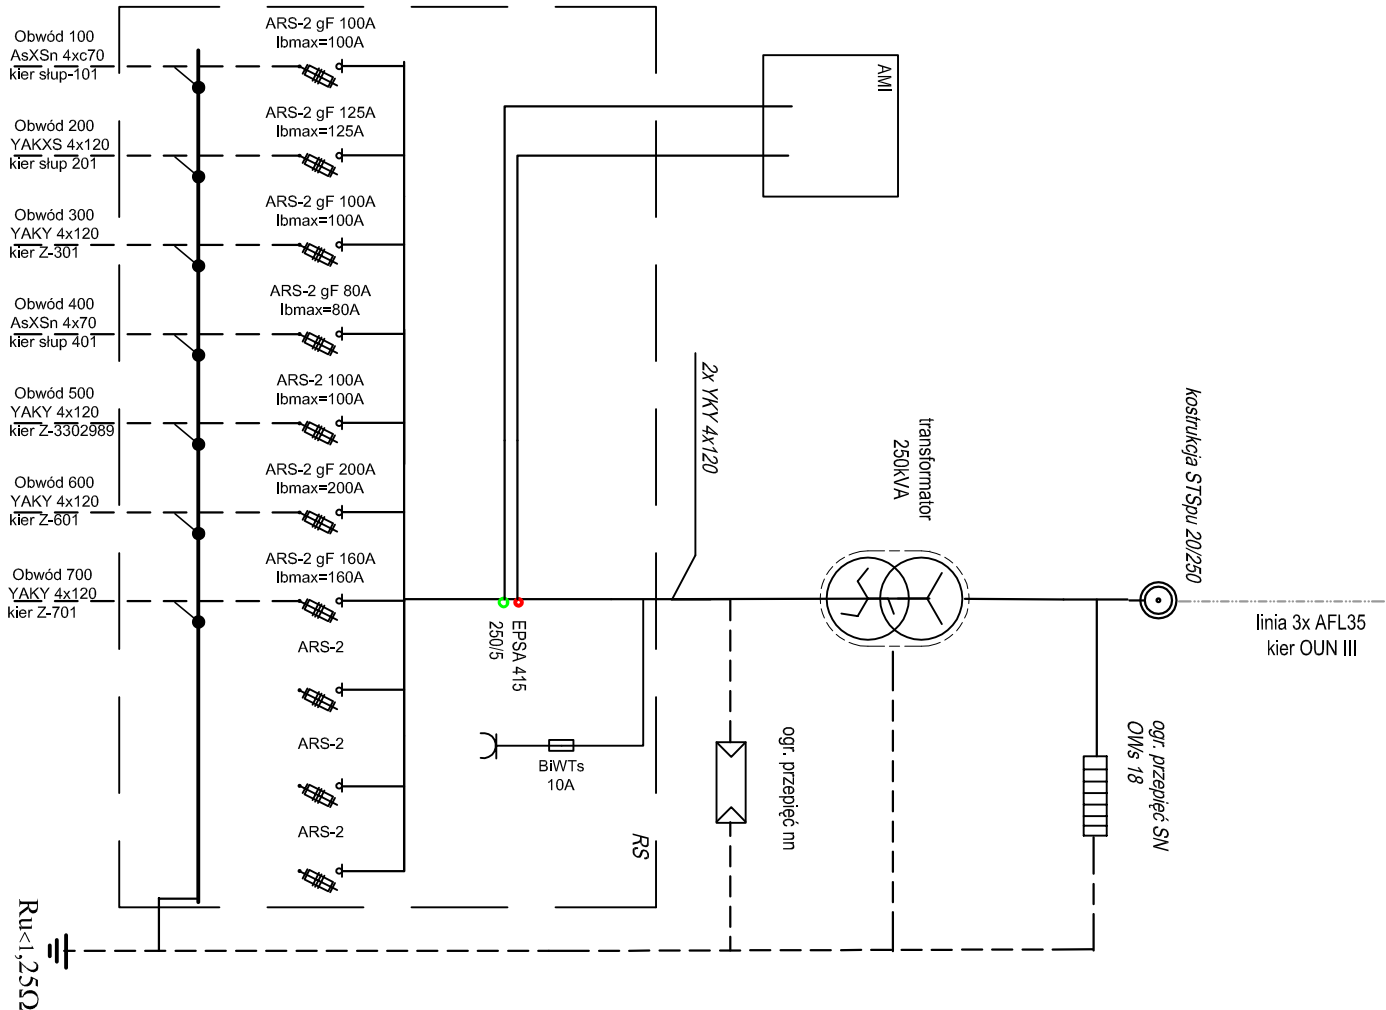 Obwód 100
AsXSn 4xc70
kier słup-101
ARS-2 gF 100A
Ibmax=100A
Obwód 200
YAKXS 4x120
kier słup 201
ARS-2 gF 125A
Ibmax=125A
Obwód 300
YAKY 4x120
kier Z-301
ARS-2 gF 100A
Ibmax=100A
Obwód 400
AsXSn 4x70
kier słup 401
ARS-2 gF 80A
Ibmax=80A
Obwód 500
YAKY 4x120
kier Z-3302989
ARS-2 100A
Ibmax=100A
Obwód 600
YAKY 4x120
kier Z-601
ARS-2 gF 200A
Ibmax=200A
Obwód 700
YAKY 4x120
kier Z-701
ARS-2 gF 160A
Ibmax=160A
ARS-2
ARS-2
ARS-2
AMI
EPSA 415
250/5
BiWTs
10A
RS
2x YKY 4x120
transformator
250kVA
ogr. przepięć nn
kostrukcja STSpu 20/250
linia 3x AFL35
kier OUN III
ogr. przepięć SN
OWs 18
Ru<1,25Ω